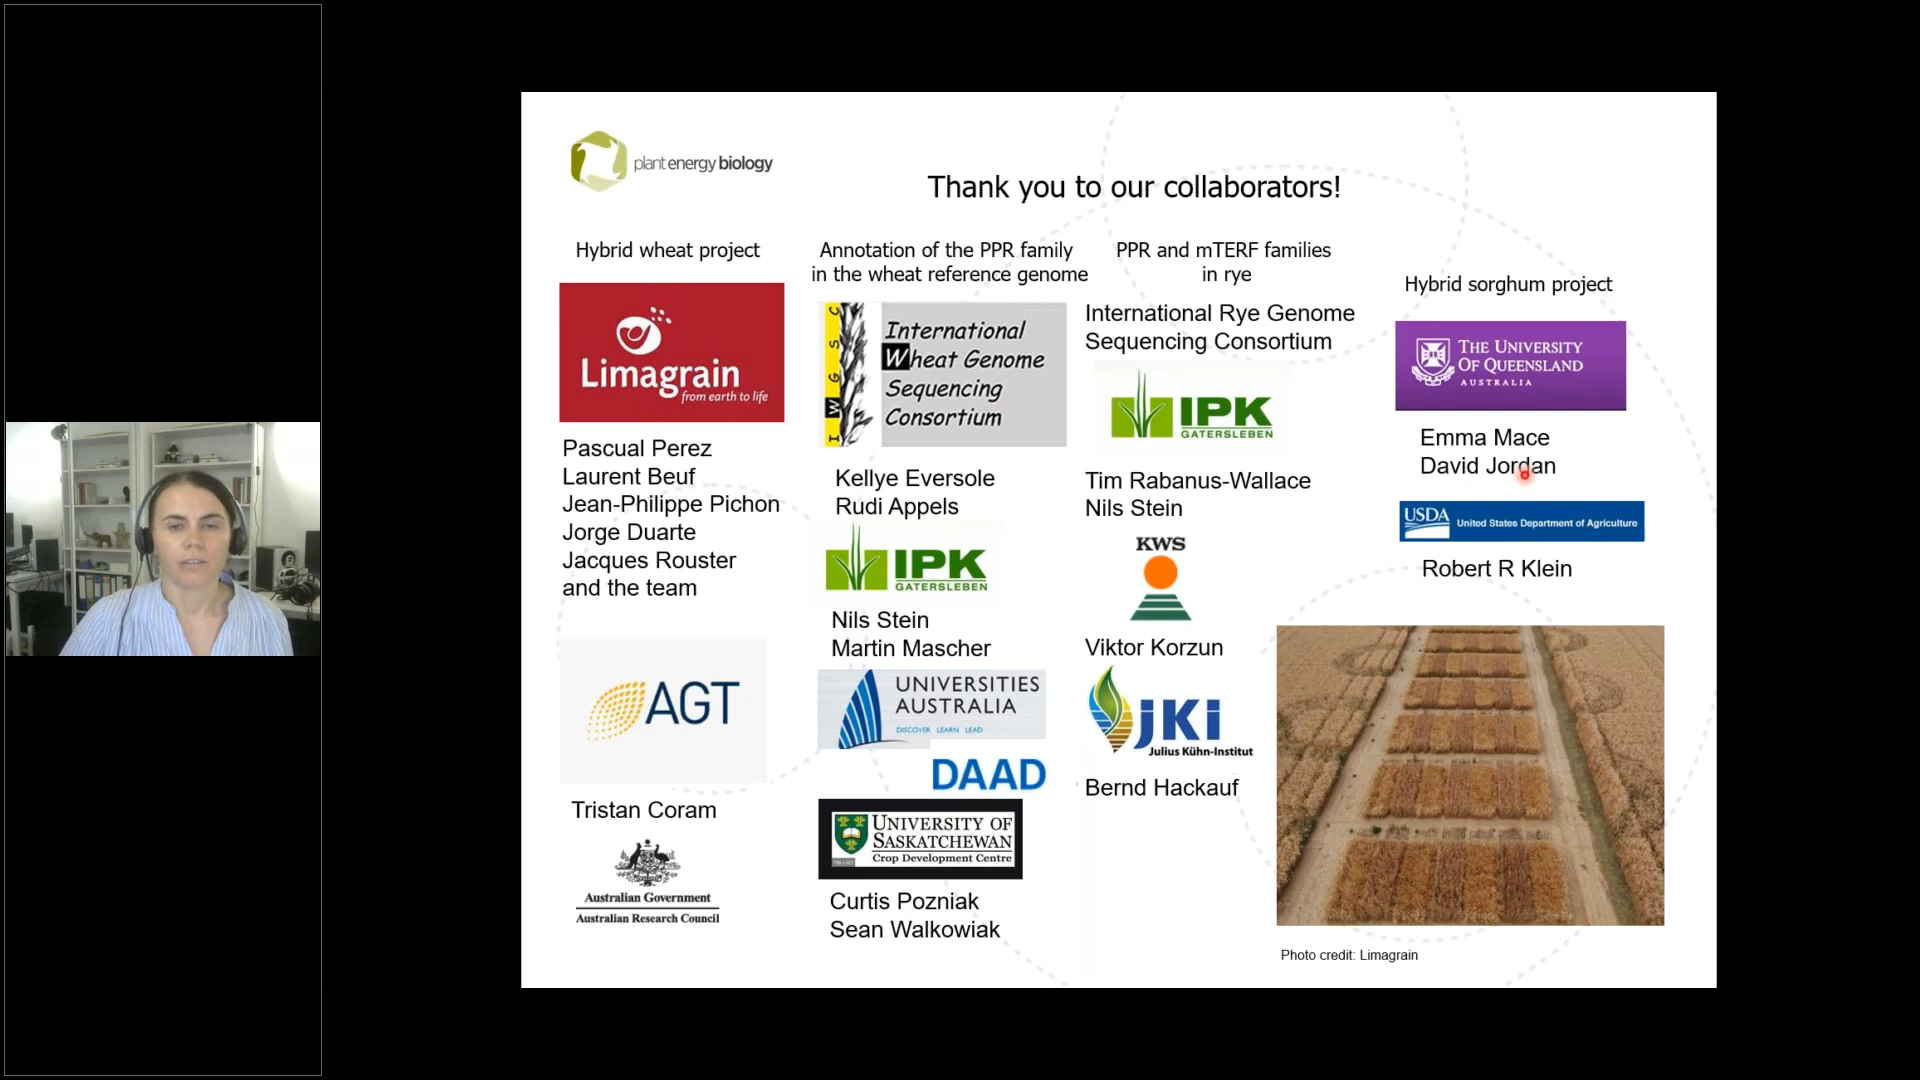 plant energy biology
Thank you to our collaborators!
Hybrid wheat project
Limagrain
from earth to life
Pascual Perez
Laurent Beuf
Jean-Philippe Pichon
Jorge Duarte
Jacques Rouster
and the team
AGT
Tristan Coram
Australian Government
Australian Research Council
Annotation of the PPR family
in the wheat reference genome
IWGSC
International
Wheat Genome
Sequencing
Consortium
Kellye Eversole
Rudi Appels
IPK
GATERSLEBEN
Nils Stein
Martin Mascher
UNIVERSITIES
AUSTRALIA
DISCOVER LEARN LEAD
DAAD
UNIVERSITY OF
SASKATCHEWAN
Crop Development Centre
Curtis Pozniak
Sean Walkowiak
PPR and mTERF families
in rye
International Rye Genome
Sequencing Consortium
IPK
GATERSLEBEN
Tim Rabanus-Wallace
Nils Stein
KWS
Viktor Korzun
JKi
Julius Kühn-Institut
Bernd Hackauf
Hybrid sorghum project
THE UNIVERSITY
OF QUEENSLAND
AUSTRALIA
Emma Mace
David Jordan
USDA
United States Department of Agriculture
Robert R Klein
Photo credit: Limagrain